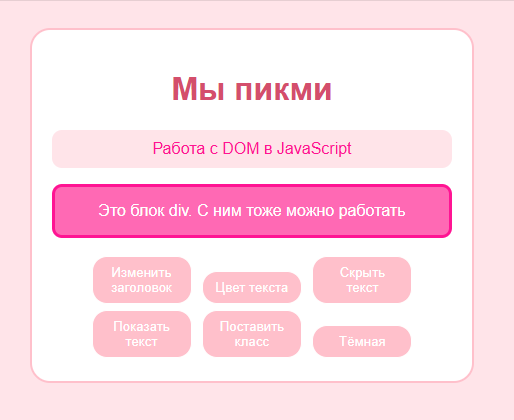 Мы пикми
Работа с DOM в JavaScript
Это блок div. С ним тоже можно работать
Изменить
заголовок
Цвет текста
Скрыть
текст
Показать
текст
Поставить
класс
Тёмная